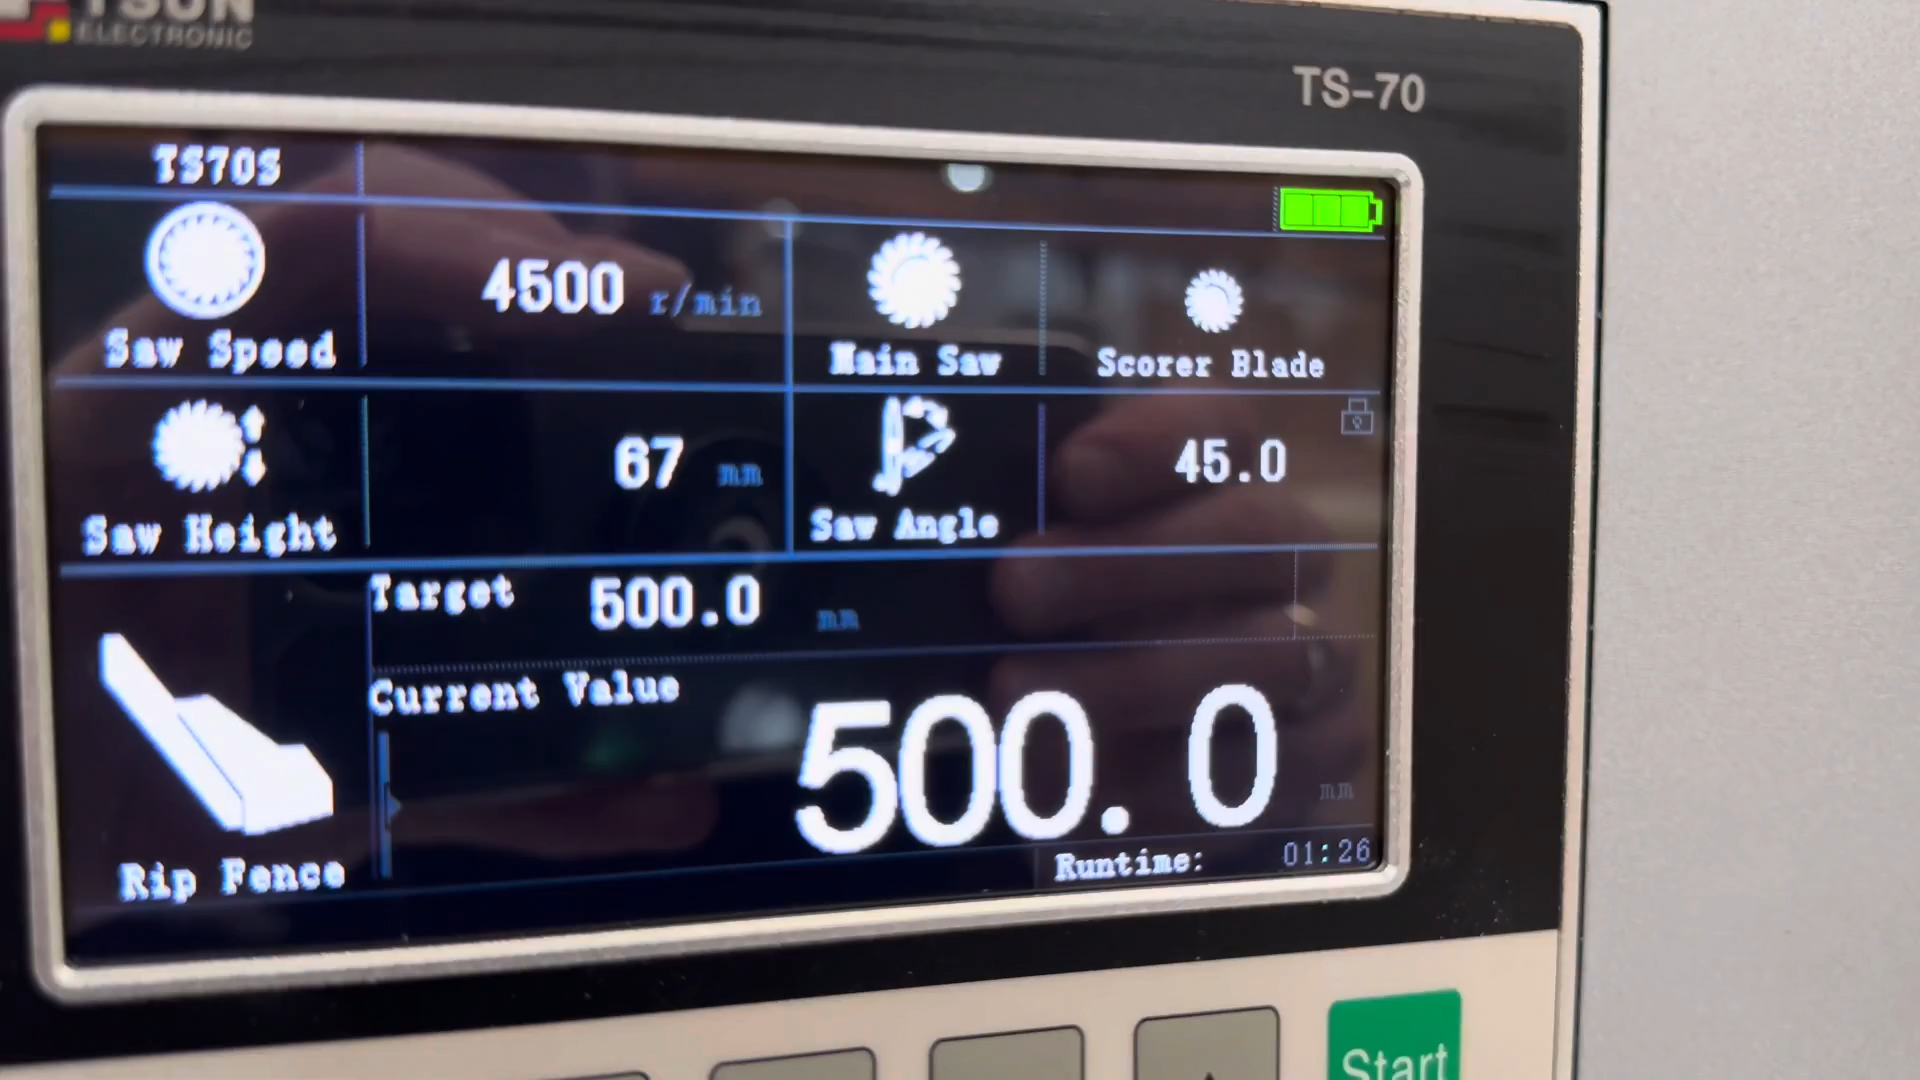 TSUN
ELECTRONIC
TS-70
TS70S
Saw Speed
4500 r/min
Main Saw
Scorer Blade
Saw Height
67 mm
Saw Angle
45.0
Target 500.0 mm
Current Value
500.0 mm
Rip Fence
Runtime: 01:26
Start